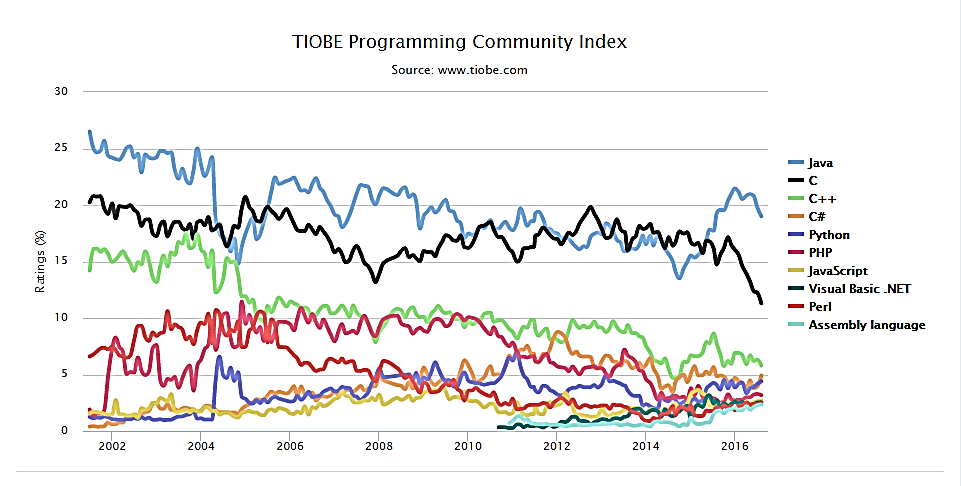 TIOBE Programming Community Index
Source: www.tiobe.com
Ratings (%)
30
25
20
15
10
5
0
2002 2004 2006 2008 2010 2012 2014 2016
Java
C
C++
C#
Python
PHP
JavaScript
Visual Basic .NET
Perl
Assembly language